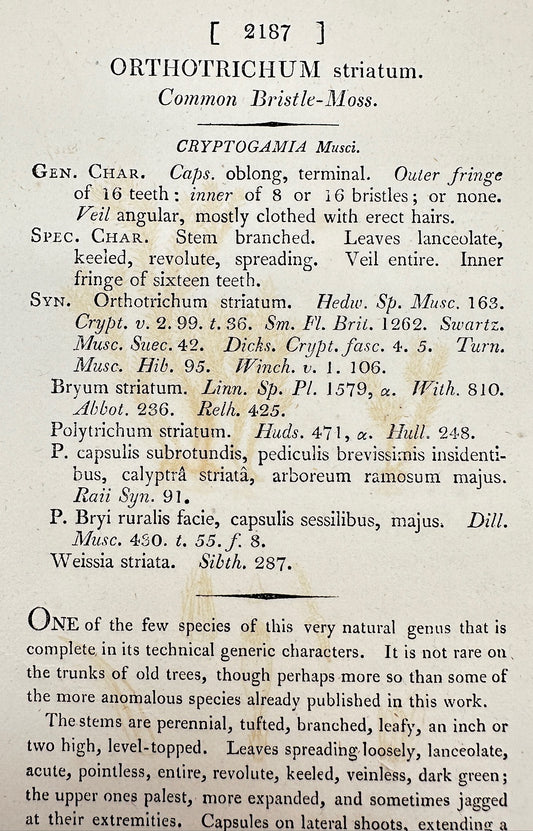 [ 2187 ]
ORTHOTRICHUM striatum.
Common Bristle-Moss.
CRYPTOGAMIA Musci.
GEN. CHAR. Caps. oblong, terminal. Outer fringe
of 16 teeth: inner of 8 or 16 bristles; or none.
Veil angular, mostly clothed with erect hairs.
SPEC. CHAR. Stem branched. Leaves lanceolate,
keeled, revolute, spreading. Veil entire. Inner
fringe of sixteen teeth.
SYN. Orthotrichum striatum. Hedw. Sp. Musc. 163.
Crypt. v. 2. 99. t. 36. Sm. Fl. Brit. 1262. Swartz.
Musc. Suec. 42. Dicks. Crypt. fasc. 4. 5. Turn.
Musc. Hib. 95. Winch. v. 1. 106.
Bryum striatum. Linn. Sp. Pl. 1579, α. With. 810.
Abbot. 236. Relh. 425.
Polytrichum striatum. Huds. 471, α. Hull. 248.
P. capsulis subrotundis, pediculis brevissimis insidenti-
bus, calyptrâ striatâ, arboreum ramosum majus.
Raii Syn. 91.
P. Bryi ruralis facie, capsulis sessilibus, majus. Dill.
Musc. 430. t. 55. f. 8.
Weissia striata. Sibth. 287.
ONE of the few species of this very natural genus that is
complete in its technical generic characters. It is not rare on
the trunks of old trees, though perhaps more so than some of
the more anomalous species already published in this work.
The stems are perennial, tufted, branched, leafy, an inch or
two high, level-topped. Leaves spreading loosely, lanceolate,
acute, pointless, entire, revolute, keeled, veinless, dark green;
the upper ones palest, more expanded, and sometimes jagged
at their extremities. Capsules on lateral shoots, extending a